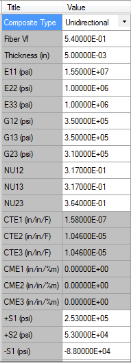 Title Value
Composite Type Unidirectional
Fiber Vf 5.40000E-01
Thickness (in) 5.00000E-03
E11 (psi) 1.55000E+07
E22 (psi) 1.00000E+06
E33 (psi) 1.00000E+06
G12 (psi) 3.50000E+05
G13 (psi) 3.50000E+05
G23 (psi) 3.10000E+05
NU12 3.17000E-01
NU13 3.17000E-01
NU23 3.64000E-01
CTE1 (in/in/F) 1.58000E-07
CTE2 (in/in/F) 1.04600E-05
CTE3 (in/in/F) 1.04600E-05
CME1 (in/in/%m) 0.00000E+00
CME2 (in/in/%m) 0.00000E+00
CME3 (in/in/%m) 0.00000E+00
+S1 (psi) 2.53000E+05
+S2 (psi) 5.30000E+04
-S1 (psi) -8.80000E+04